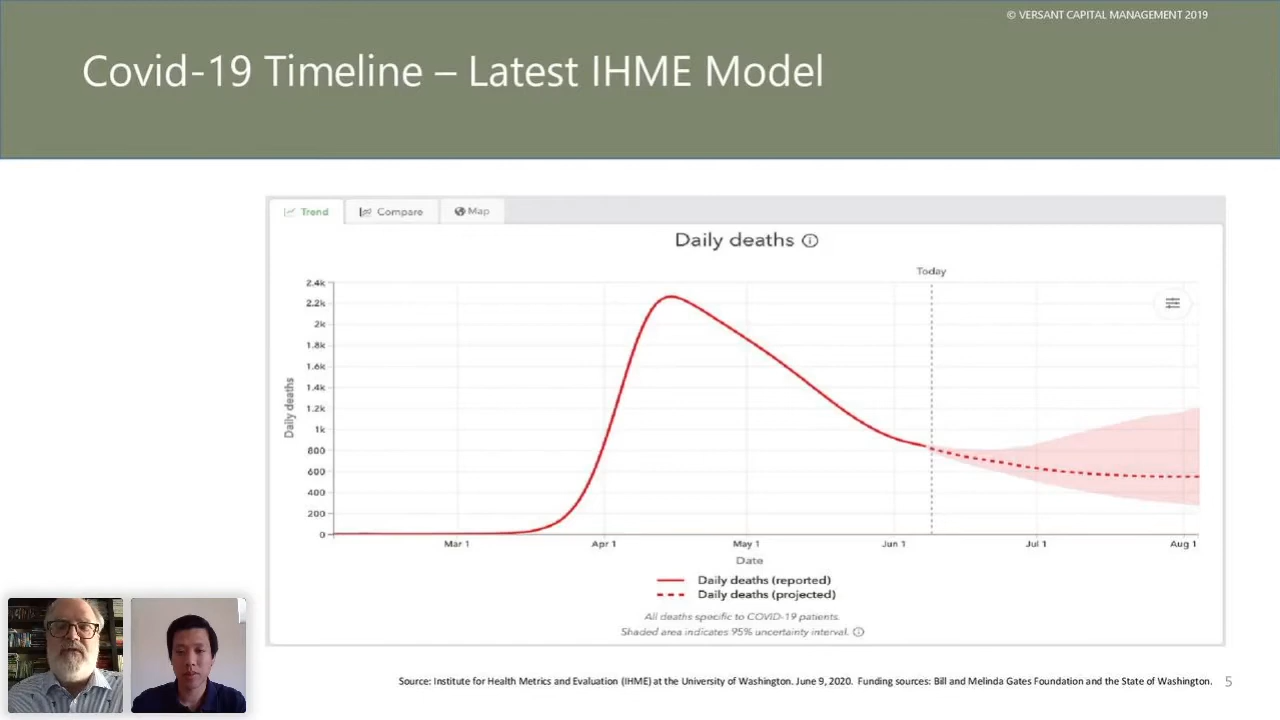 © VERSANT CAPITAL MANAGEMENT 2019
Covid-19 Timeline – Latest IHME Model
Trend
Compare
Map
Daily deaths
Today
2.4k
2.2k
2k
1.8k
1.6k
1.4k
1.2k
1k
800
600
400
200
0
Daily deaths
Mar 1
Apr 1
May 1
Jun 1
Jul 1
Aug 1
Date
Daily deaths (reported)
Daily deaths (projected)
All deaths specific to COVID-19 patients.
Shaded area indicates 95% uncertainty interval.
Source: Institute for Health Metrics and Evaluation (IHME) at the University of Washington. June 9, 2020. Funding sources: Bill and Melinda Gates Foundation and the State of Washington.
5